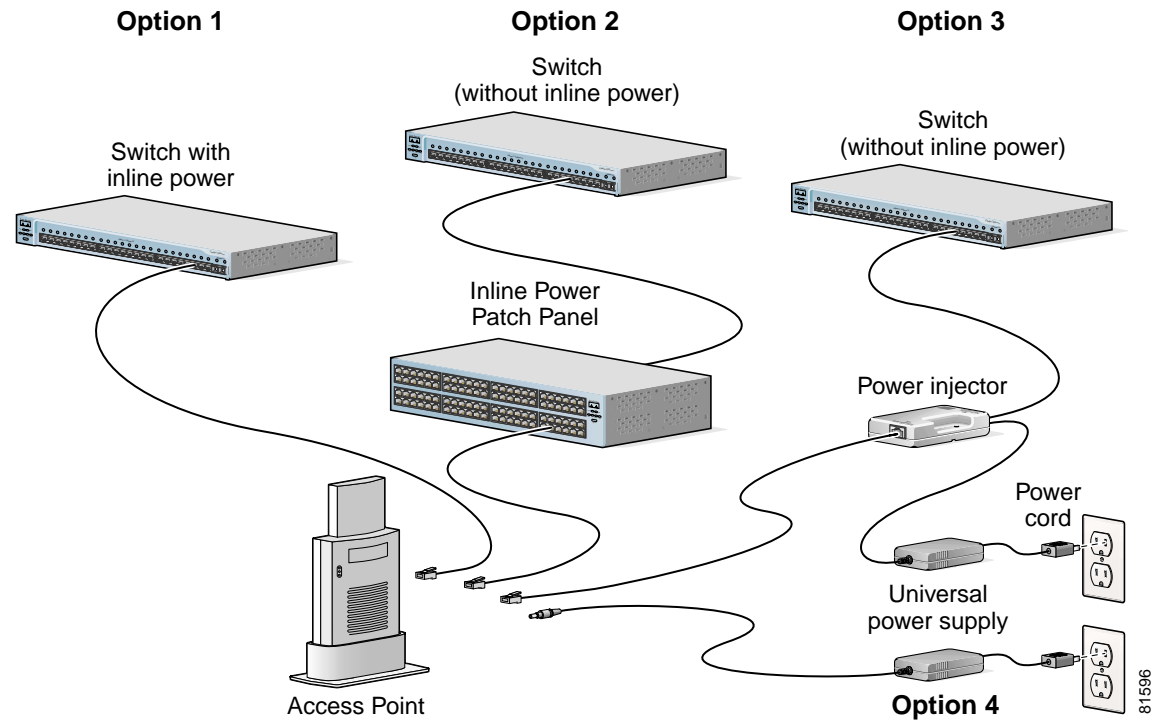 Option 1
Option 2
Option 3
Switch
(without inline power)
Switch
(without inline power)
Switch with
inline power
Inline Power
Patch Panel
Power injector
Power
cord
Universal
power supply
Access Point
Option 4
81596